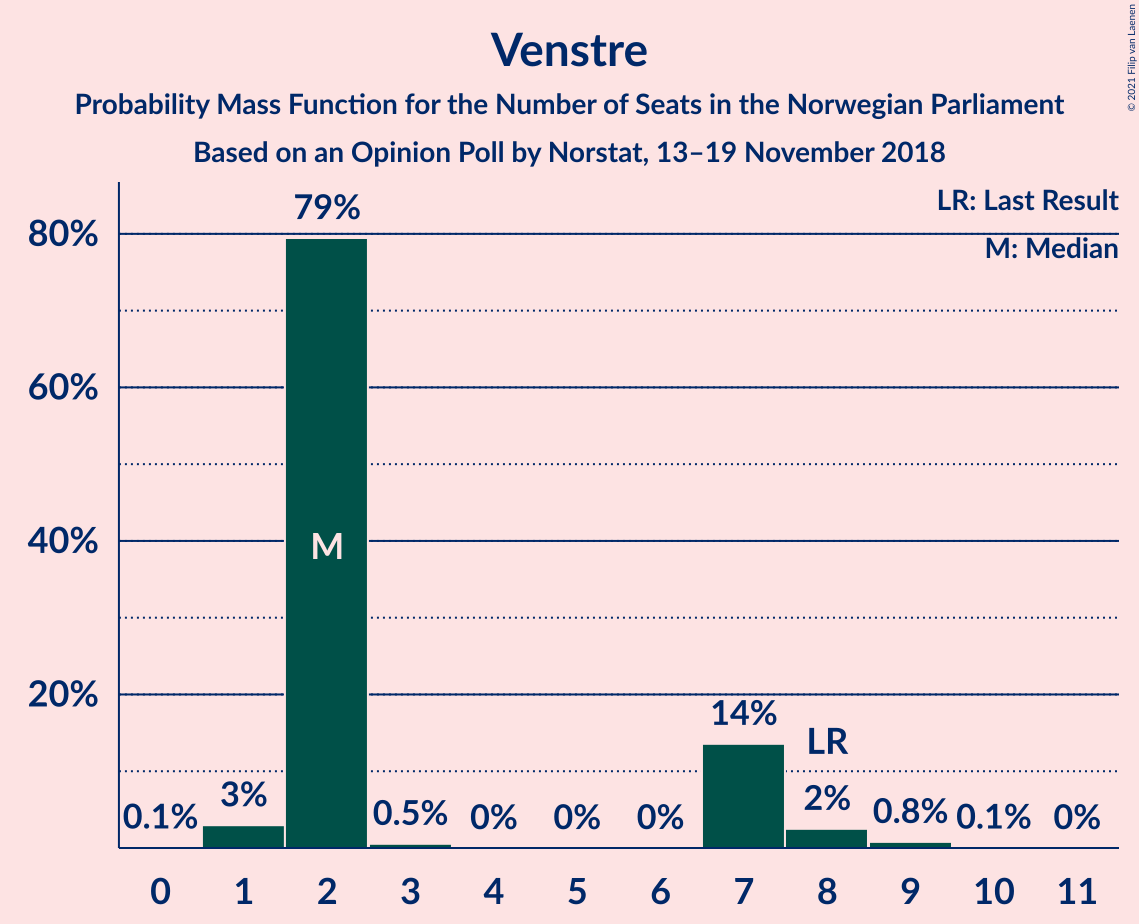 Venstre
Probability Mass Function for the Number of Seats in the Norwegian Parliament
Based on an Opinion Poll by Norstat, 13–19 November 2018
© 2021 Filip van Laenen
LR: Last Result
M: Median
80%
60%
40%
20%
0.1%
3%
79%
M
0.5%
0%
0%
0%
14%
LR
2%
0.8%
0.1%
0%
0 1 2 3 4 5 6 7 8 9 10 11